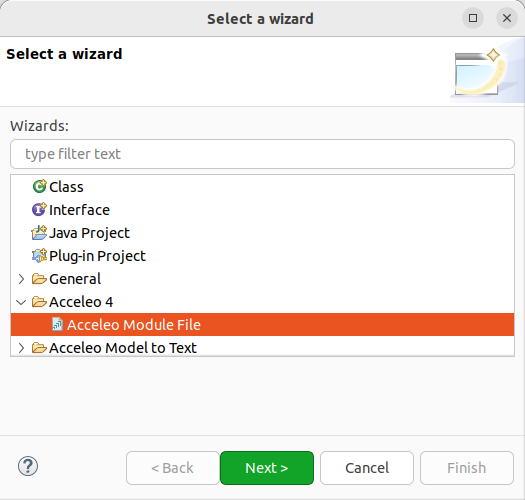 Select a wizard
Select a wizard
Wizards:
type filter text
Class
Interface
Java Project
Plug-in Project
General
Acceleo 4
Acceleo Module File
Acceleo Model to Text
< Back
Next >
Cancel
Finish